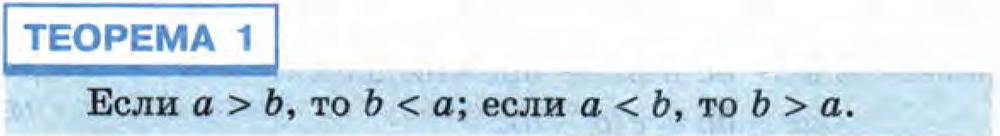 ТЕОРЕМА 1
Если a > b, то b < a; если a < b, то b > a.